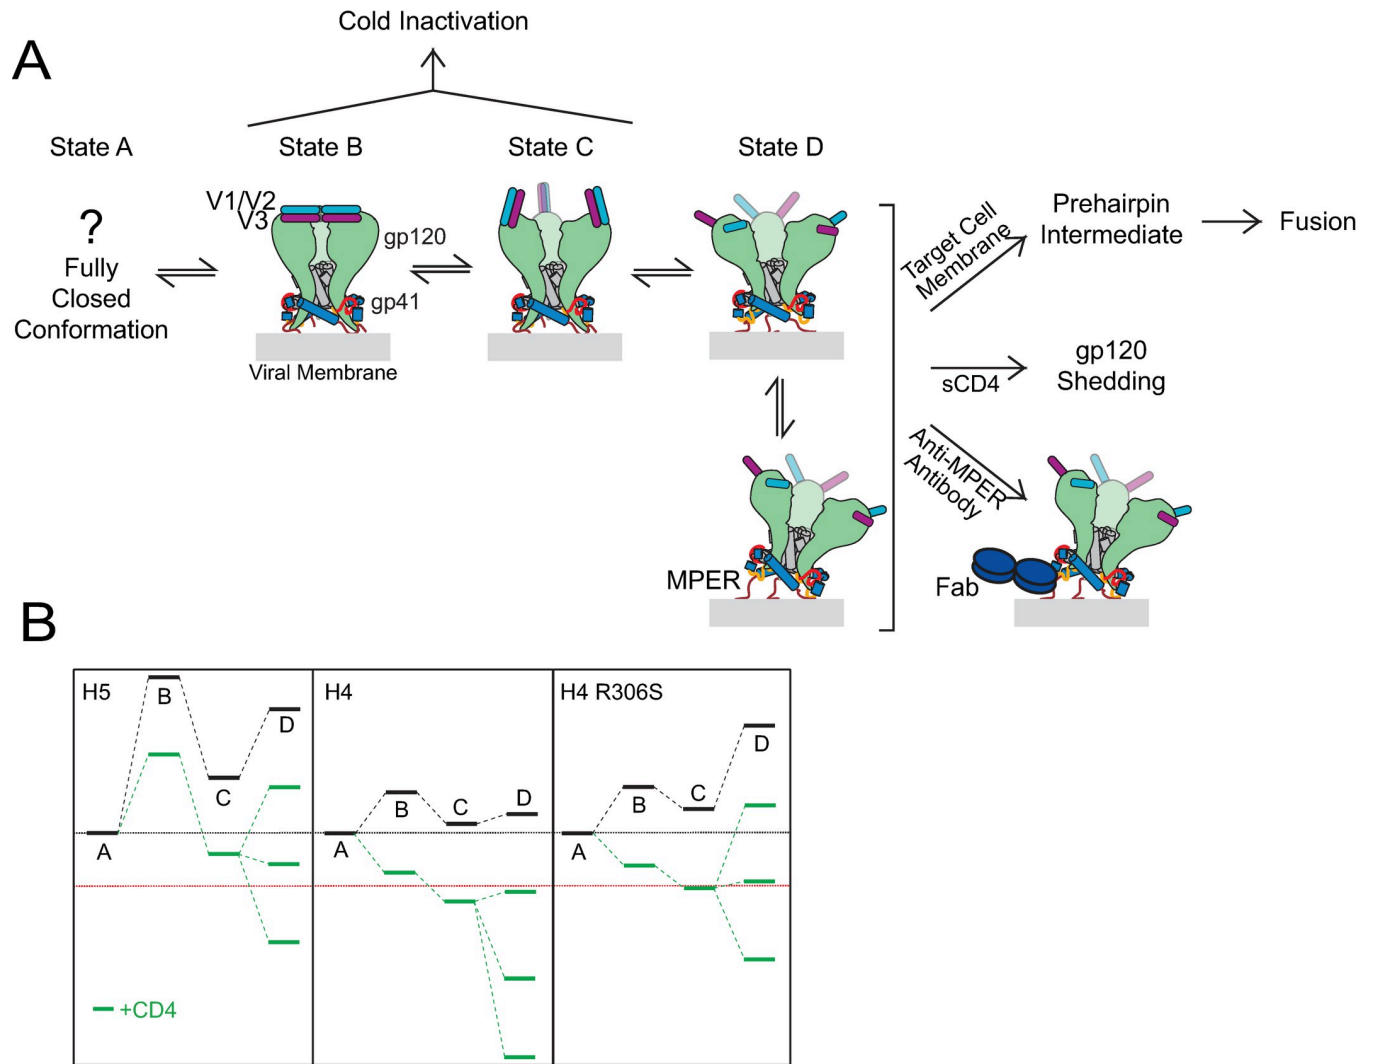 A
Cold Inactivation
State A
State B
State C
State D
?
Fully
Closed
Conformation
V1/V2
V3
gp120
gp41
Viral Membrane
Target Cell
Membrane
Prehairpin
Intermediate
Fusion
sCD4
gp120
Shedding
Anti-MPER
Antibody
MPER
Fab
B
H5
B
D
C
A
+CD4
H4
B
C
D
A
H4 R306S
B
C
D
A